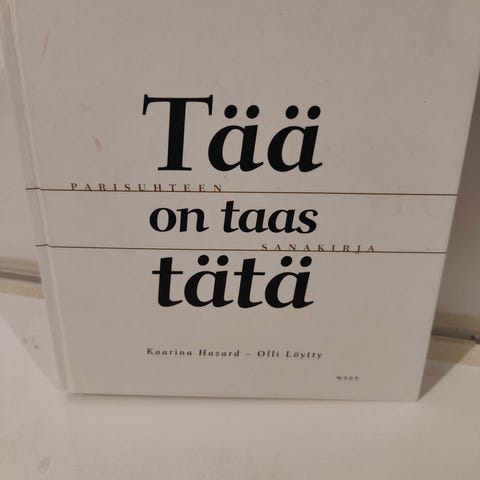 Tää
PARISUHTEEN
on taas
SANAKIRJA
tätä
Kaarina Hazard – Olli Löytty
WSOY